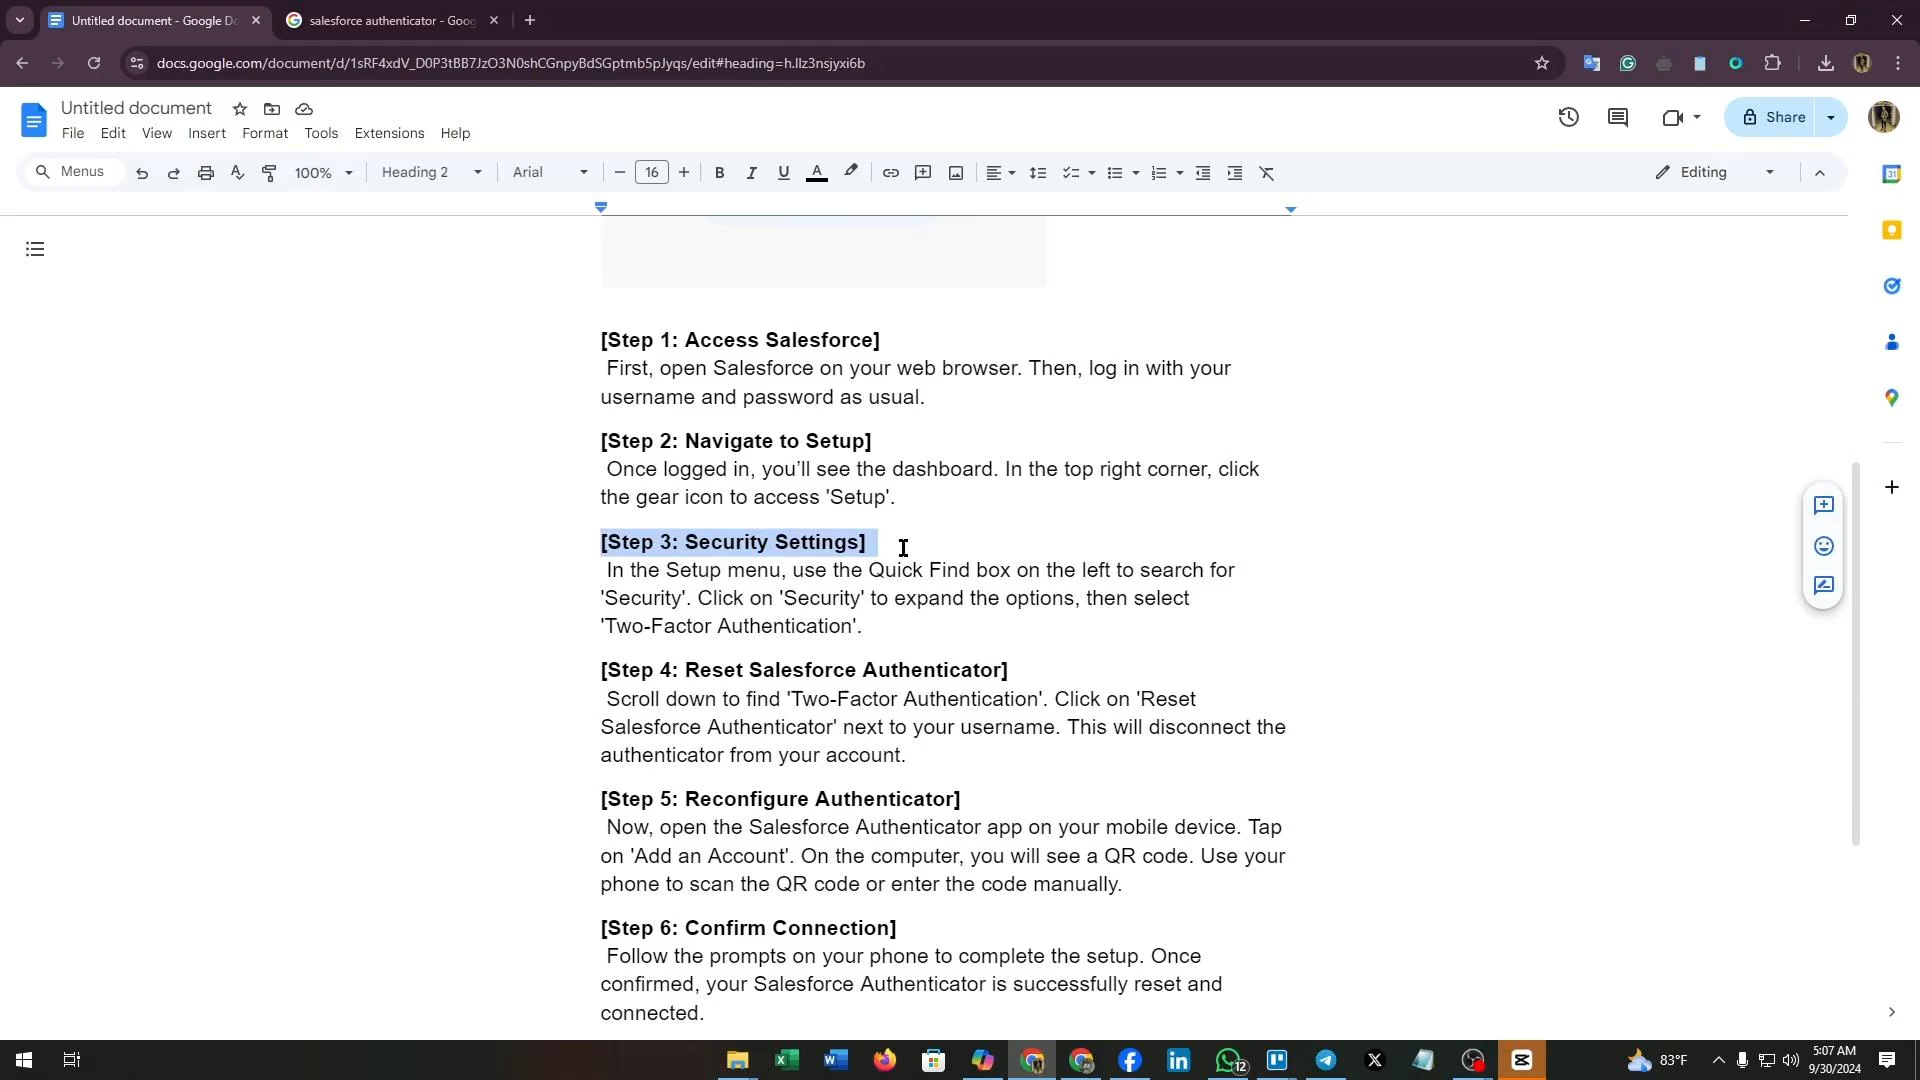 Untitled document - Google Do
salesforce authenticator - Goog
docs.google.com/document/d/1sRF4xdV_D0P3tBB7JzO3N0shCGnpyBdSGptmb5pJyqs/edit#heading=h.llz3nsjyxi6b
Untitled document
File Edit View Insert Format Tools Extensions Help
Share
Menus
100%
Heading 2
Arial
16
B
I
U
A
Editing
31
[Step 1: Access Salesforce]
First, open Salesforce on your web browser. Then, log in with your
username and password as usual.
[Step 2: Navigate to Setup]
Once logged in, you’ll see the dashboard. In the top right corner, click
the gear icon to access 'Setup'.
[Step 3: Security Settings]
In the Setup menu, use the Quick Find box on the left to search for
'Security'. Click on 'Security' to expand the options, then select
'Two-Factor Authentication'.
[Step 4: Reset Salesforce Authenticator]
Scroll down to find 'Two-Factor Authentication'. Click on 'Reset
Salesforce Authenticator' next to your username. This will disconnect the
authenticator from your account.
[Step 5: Reconfigure Authenticator]
Now, open the Salesforce Authenticator app on your mobile device. Tap
on 'Add an Account'. On the computer, you will see a QR code. Use your
phone to scan the QR code or enter the code manually.
[Step 6: Confirm Connection]
Follow the prompts on your phone to complete the setup. Once
confirmed, your Salesforce Authenticator is successfully reset and
connected.
12
83°F
5:07 AM
9/30/2024